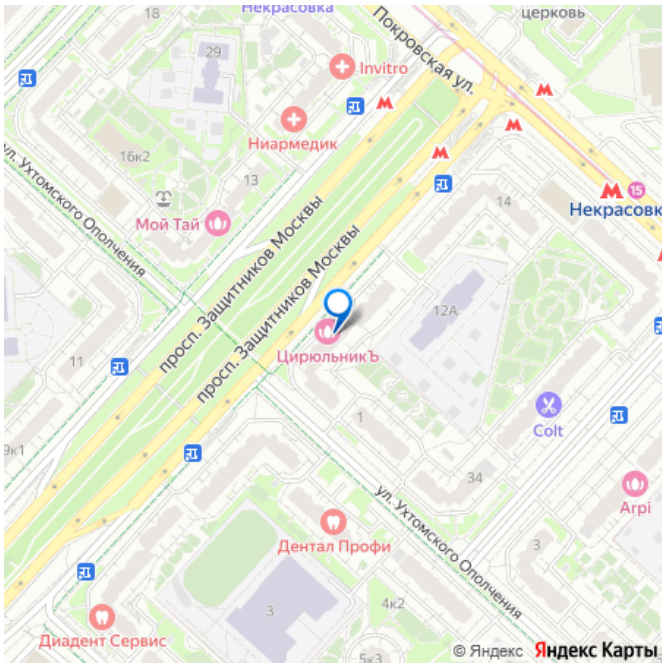 18
Некрасовка
церковь
Покровская ул.
29
Invitro
Ниармедик
16к2
13
ул. Ухтомского Ополчения
Мой Тай
14
15
Некрасовк
просп. Защитников Москвы
просп. Защитников Москвы
12А
ЦирюльникЪ
11
1
Colt
9к1
34
ул. Ухтомского Ополчения
Arpi
Дентал Профи
3
3
4к2
Диадент Сервис
5к3
© Яндекс Яндекс Карты